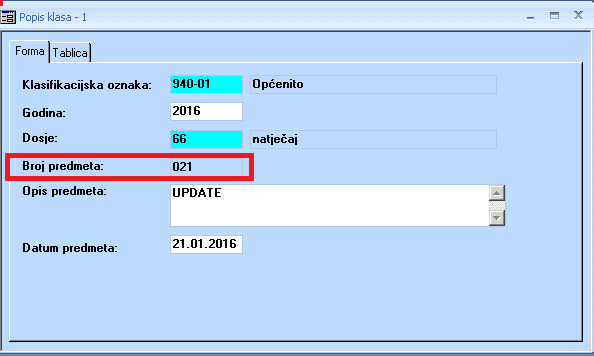 Popis klasa - 1
Forma Tablica
Klasifikacijska oznaka: 940-01 Općenito
Godina: 2016
Dosje: 66 natječaj
Broj predmeta: 021
Opis predmeta: UPDATE
Datum predmeta: 21.01.2016